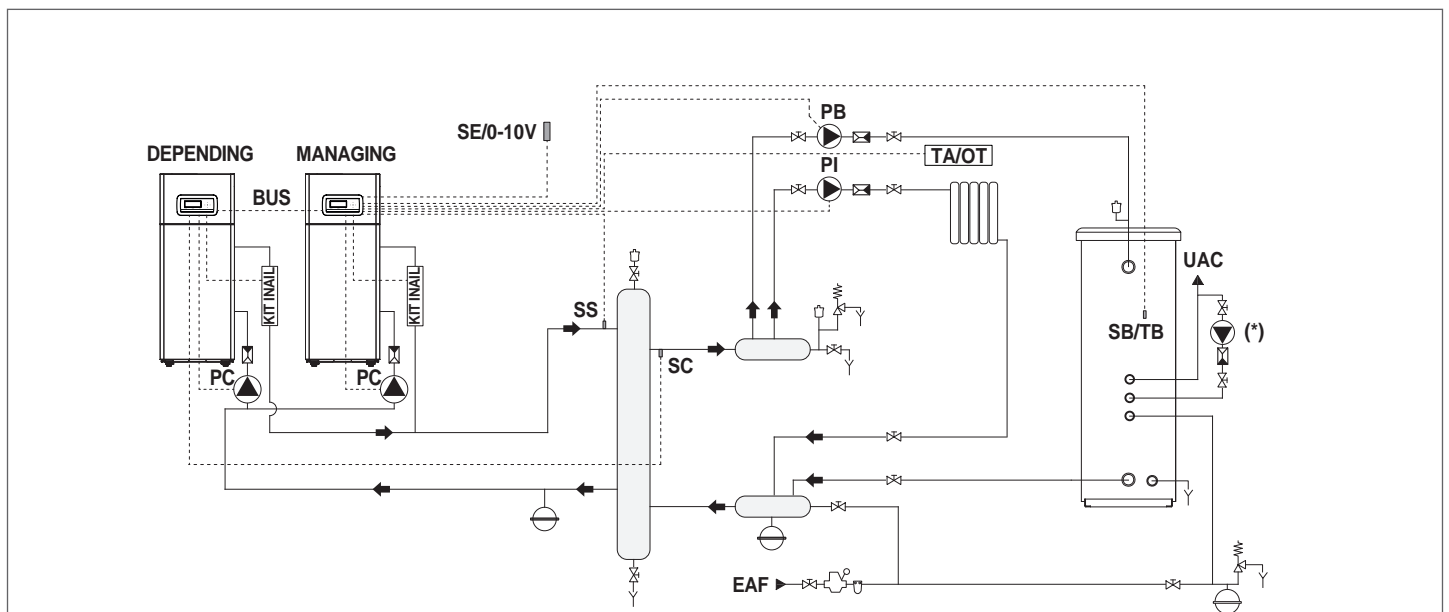 SE/0-10V
PB
DEPENDING
MANAGING
TA/OT
PI
BUS
KIT INAIL
KIT INAIL
UAC
SS
SB/TB
(*)
SC
PC
PC
EAF